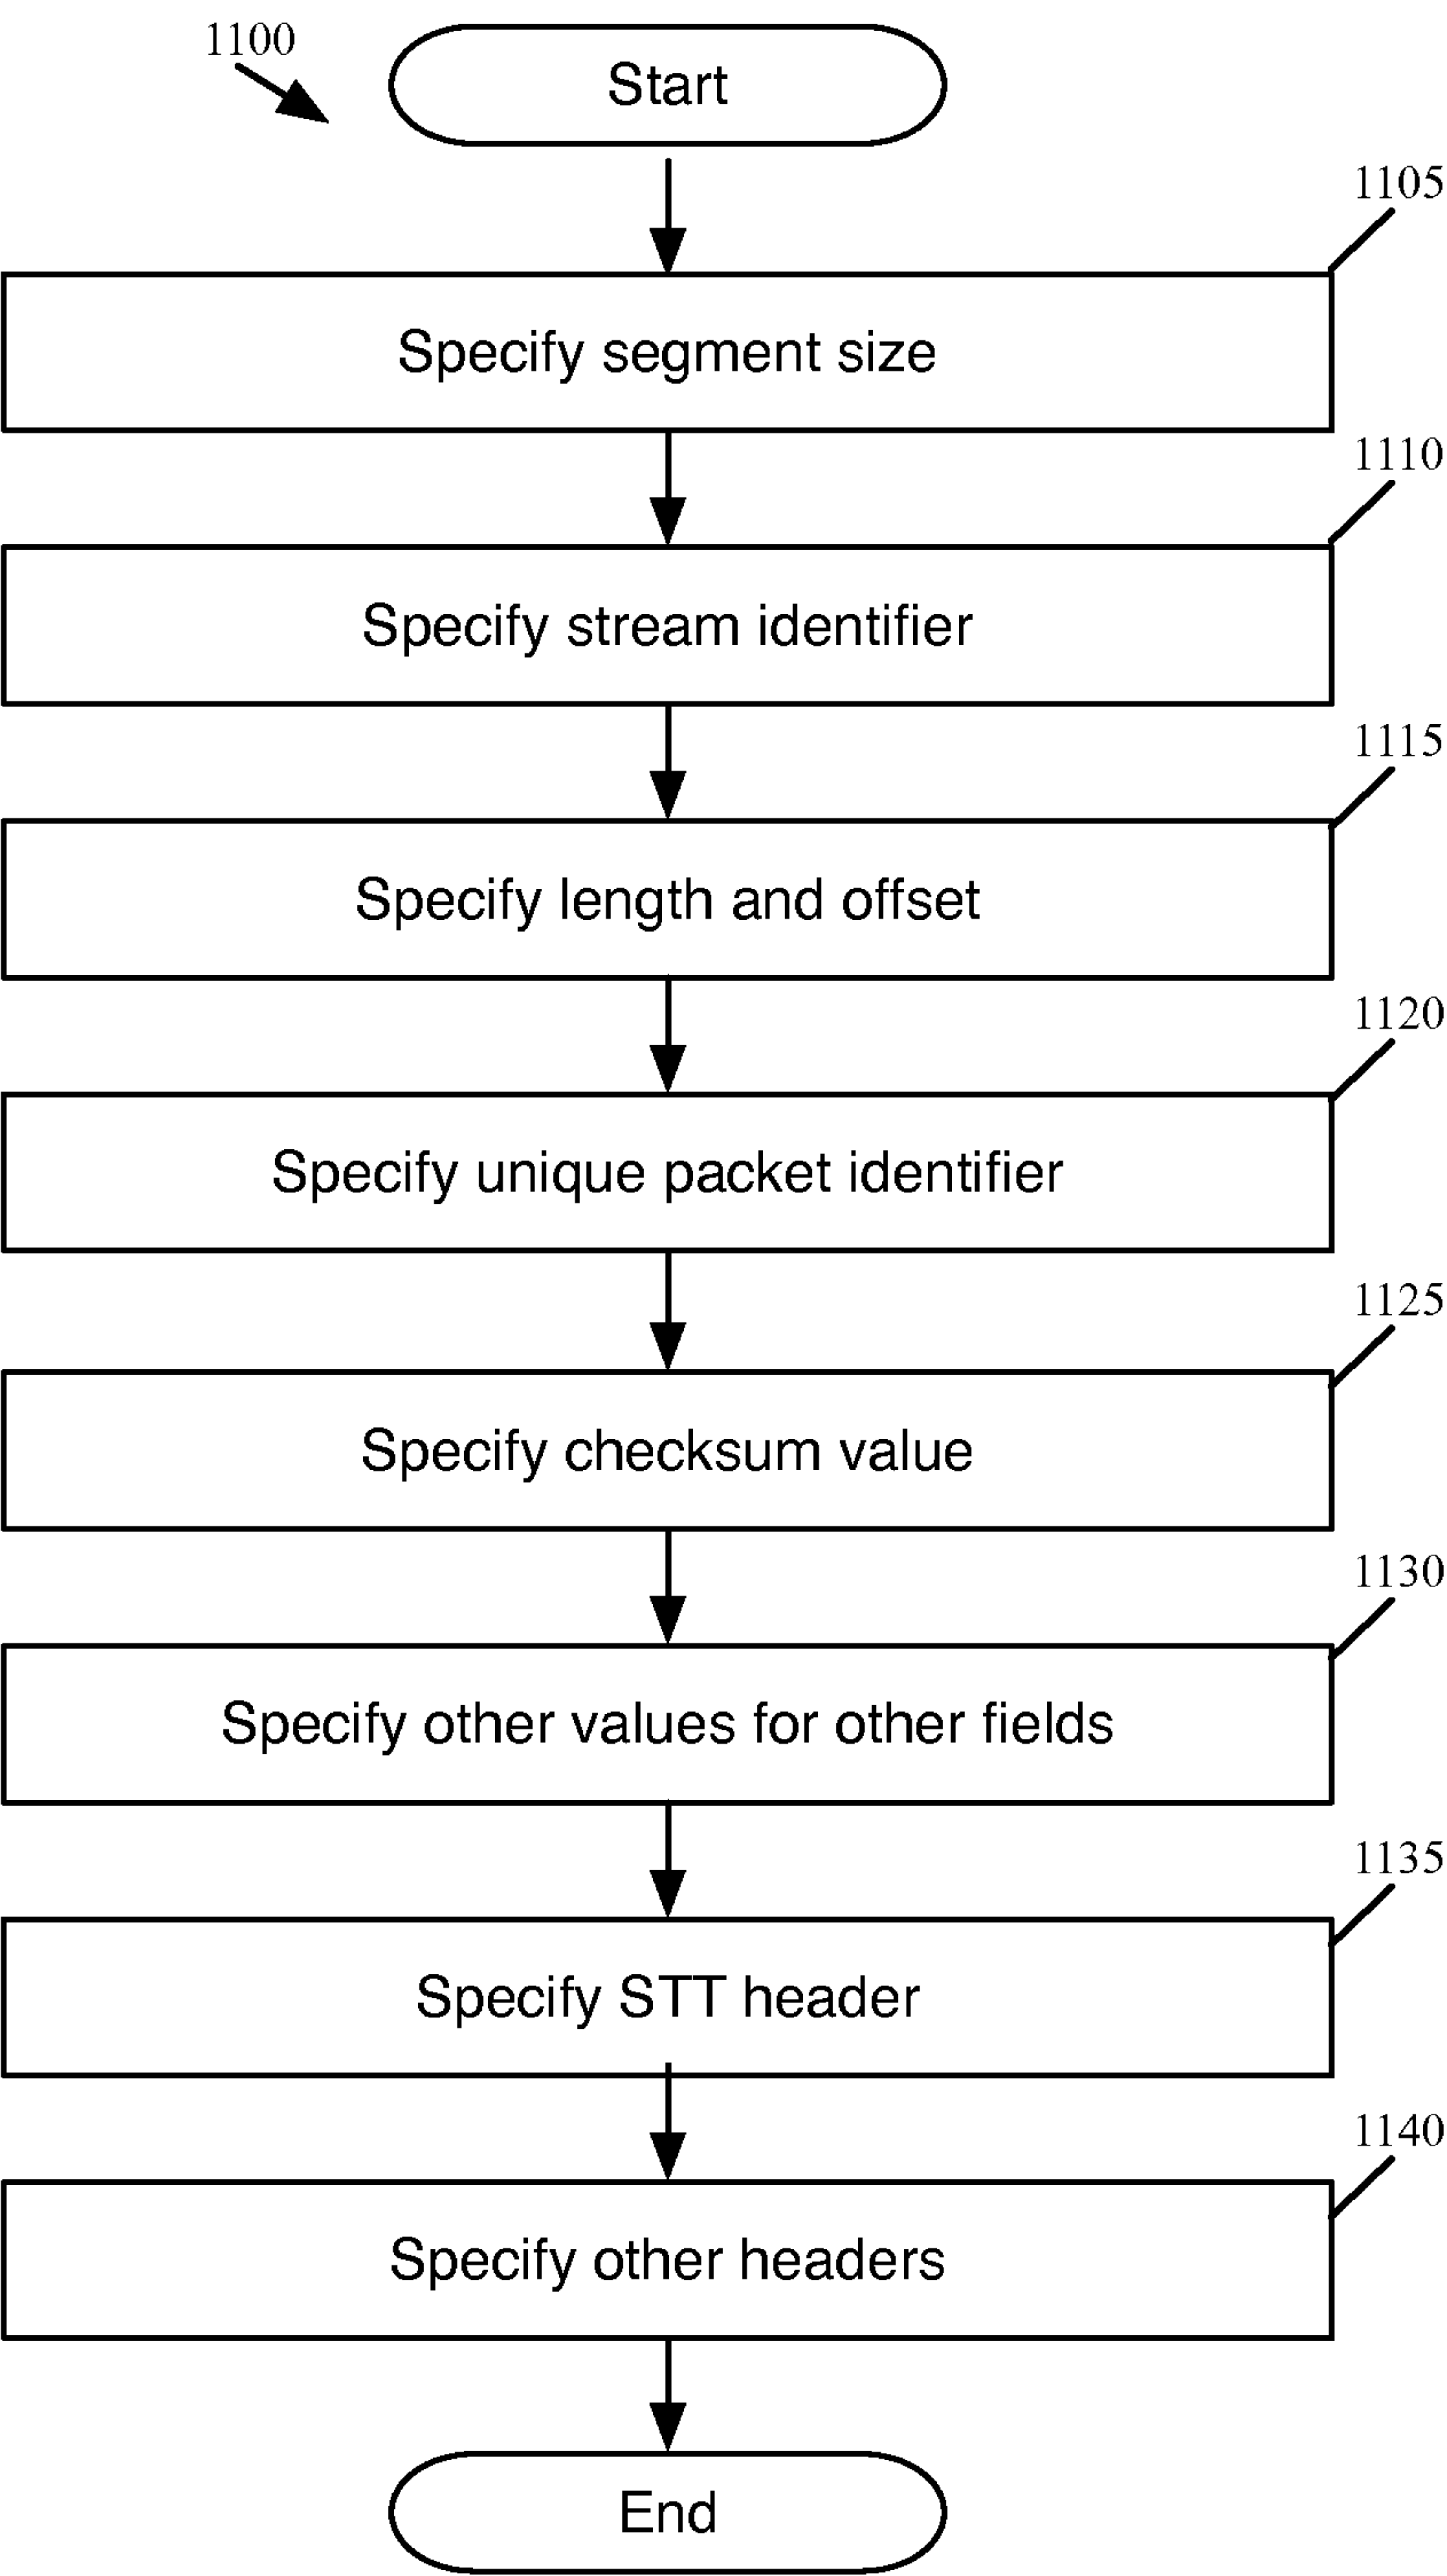 1100
Start
1105
Specify segment size
1110
Specify stream identifier
1115
Specify length and offset
1120
Specify unique packet identifier
1125
Specify checksum value
1130
Specify other values for other fields
1135
Specify STT header
1140
Specify other headers
End